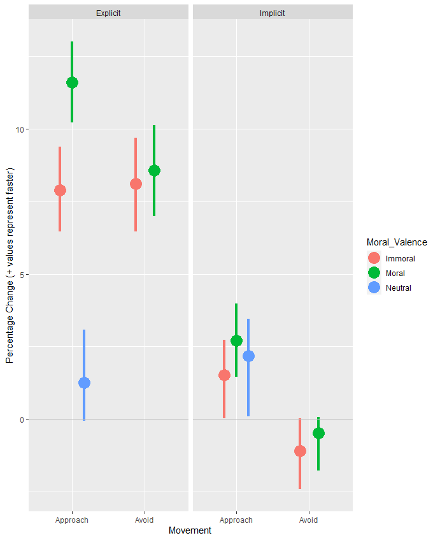 Explicit
Implicit
Percentage Change (+ values represent faster)
10
5
0
Approach
Avoid
Approach
Avoid
Movement
Moral_Valence
Immoral
Moral
Neutral